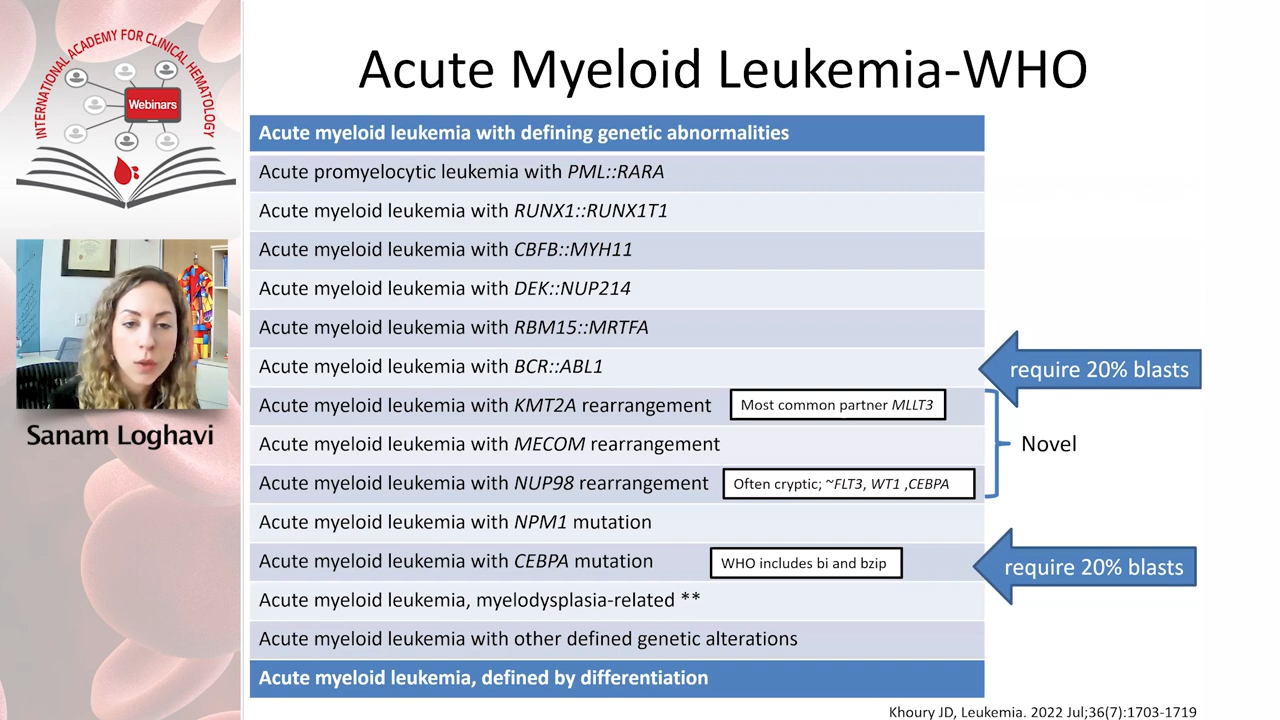 INTERNATIONAL ACADEMY FOR CLINICAL HEMATOLOGY
Webinars
Sanam Loghavi
Acute Myeloid Leukemia-WHO
Acute myeloid leukemia with defining genetic abnormalities
Acute promyelocytic leukemia with PML::RARA
Acute myeloid leukemia with RUNX1::RUNX1T1
Acute myeloid leukemia with CBFB::MYH11
Acute myeloid leukemia with DEK::NUP214
Acute myeloid leukemia with RBM15::MRTFA
Acute myeloid leukemia with BCR::ABL1
require 20% blasts
Acute myeloid leukemia with KMT2A rearrangement
Most common partner MLLT3
Acute myeloid leukemia with MECOM rearrangement
Novel
Acute myeloid leukemia with NUP98 rearrangement
Often cryptic; ~FLT3, WT1 ,CEBPA
Acute myeloid leukemia with NPM1 mutation
Acute myeloid leukemia with CEBPA mutation
WHO includes bi and bzip
require 20% blasts
Acute myeloid leukemia, myelodysplasia-related **
Acute myeloid leukemia with other defined genetic alterations
Acute myeloid leukemia, defined by differentiation
Khoury JD, Leukemia. 2022 Jul;36(7):1703-1719